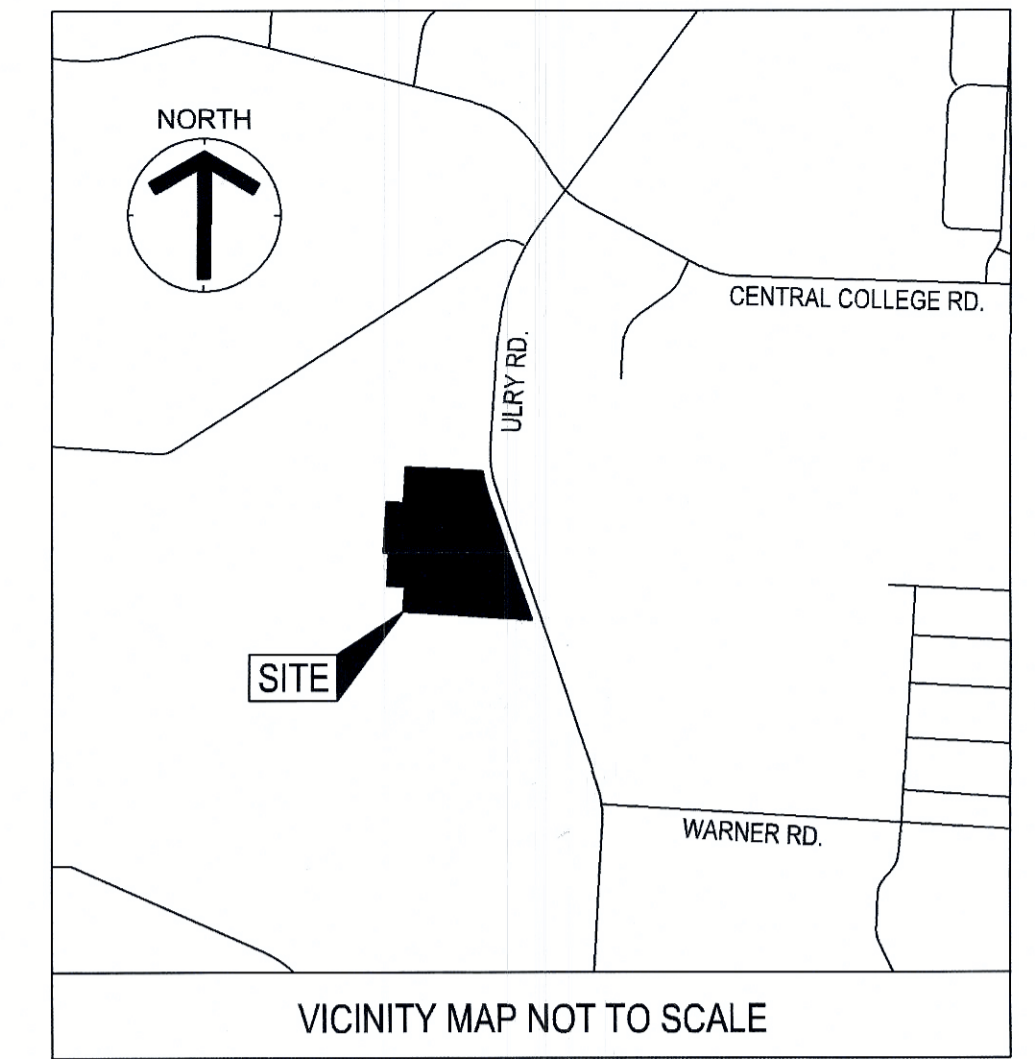 NORTH
CENTRAL COLLEGE RD.
ULRY RD.
SITE
WARNER RD.
VICINITY MAP NOT TO SCALE